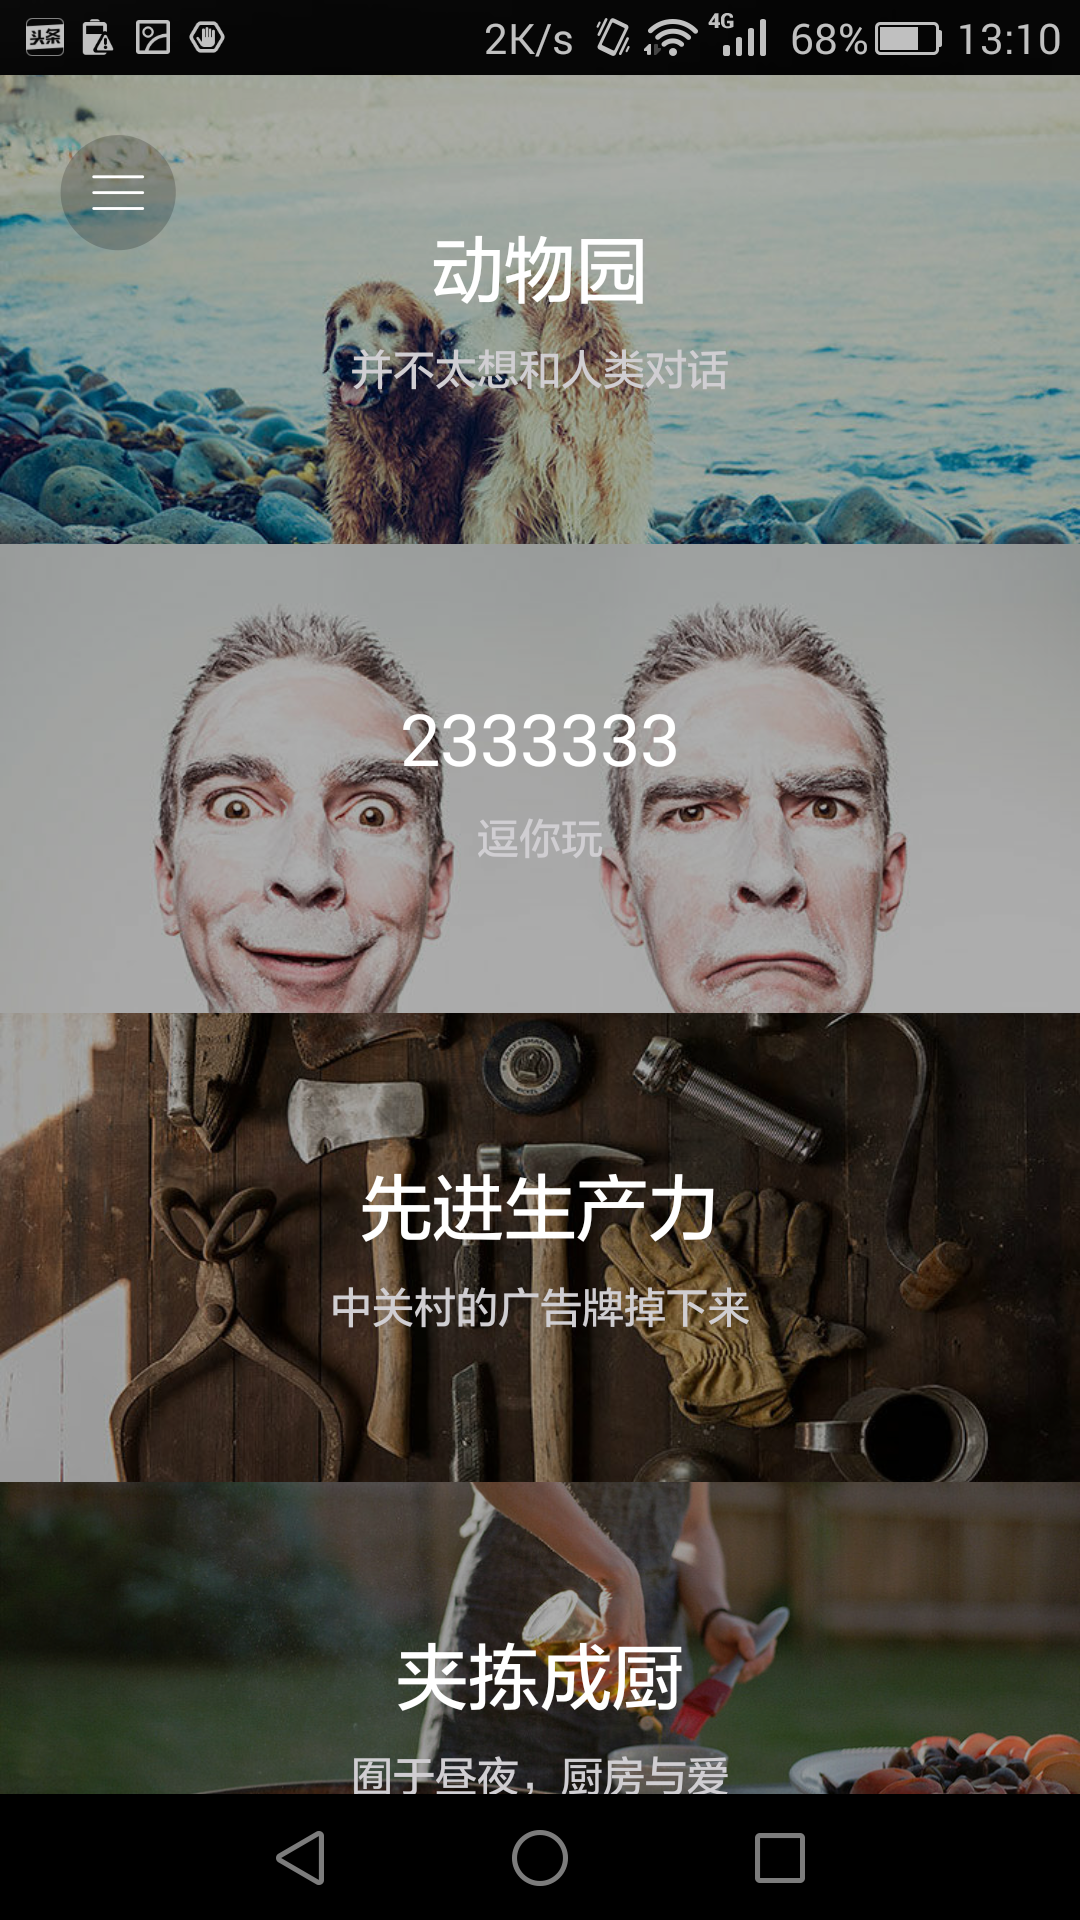 头条
2K/s
4G
68%
13:10
动物园
并不太想和人类对话
2333333
逗你玩
先进生产力
中关村的广告牌掉下来
夹拣成厨
囿于昼夜，厨房与爱